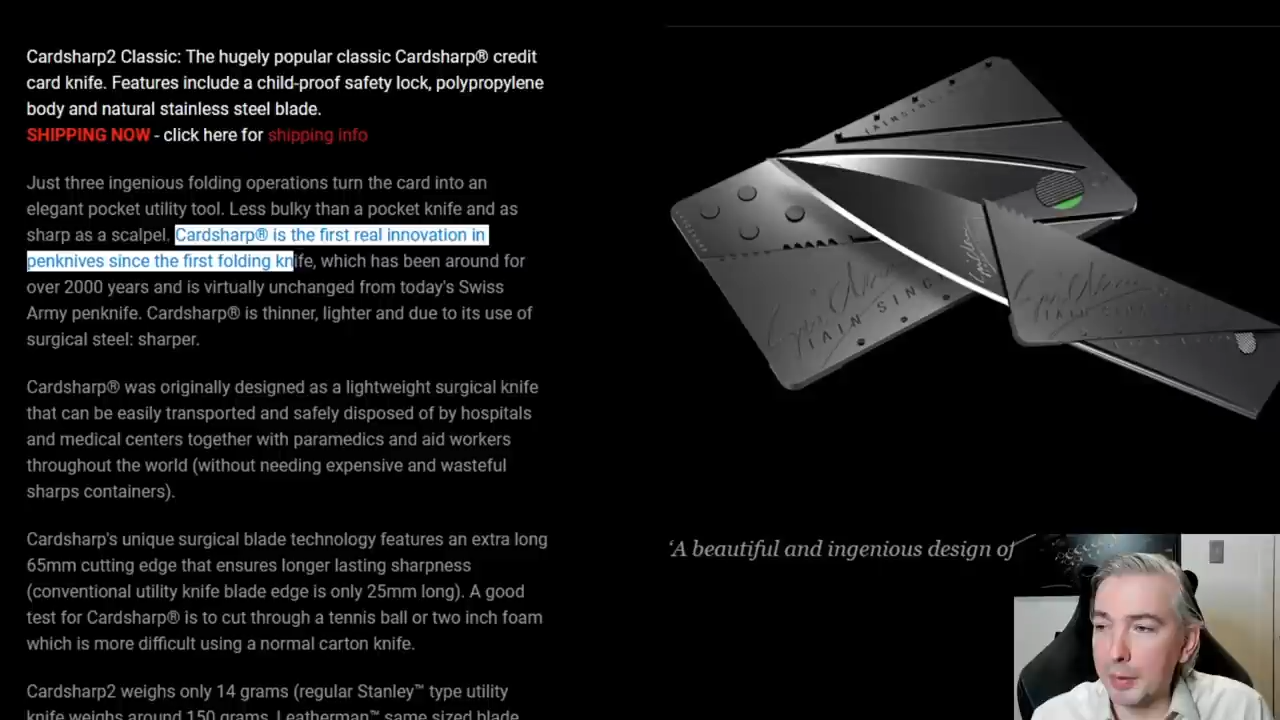 Cardsharp2 Classic: The hugely popular classic Cardsharp® credit
card knife. Features include a child-proof safety lock, polypropylene
body and natural stainless steel blade.
SHIPPING NOW - click here for shipping info
Just three ingenious folding operations turn the card into an
elegant pocket utility tool. Less bulky than a pocket knife and as
sharp as a scalpel. Cardsharp® is the first real innovation in
penknives since the first folding knife, which has been around for
over 2000 years and is virtually unchanged from today's Swiss
Army penknife. Cardsharp® is thinner, lighter and due to its use of
surgical steel: sharper.
Cardsharp® was originally designed as a lightweight surgical knife
that can be easily transported and safely disposed of by hospitals
and medical centers together with paramedics and aid workers
throughout the world (without needing expensive and wasteful
sharps containers).
Cardsharp's unique surgical blade technology features an extra long
65mm cutting edge that ensures longer lasting sharpness
(conventional utility knife blade edge is only 25mm long). A good
test for Cardsharp® is to cut through a tennis ball or two inch foam
which is more difficult using a normal carton knife.
Cardsharp2 weighs only 14 grams (regular Stanley™ type utility
knife weighs around 150 grams, Leatherman™ same sized blade
IAIN SINC
‘A beautiful and ingenious design of